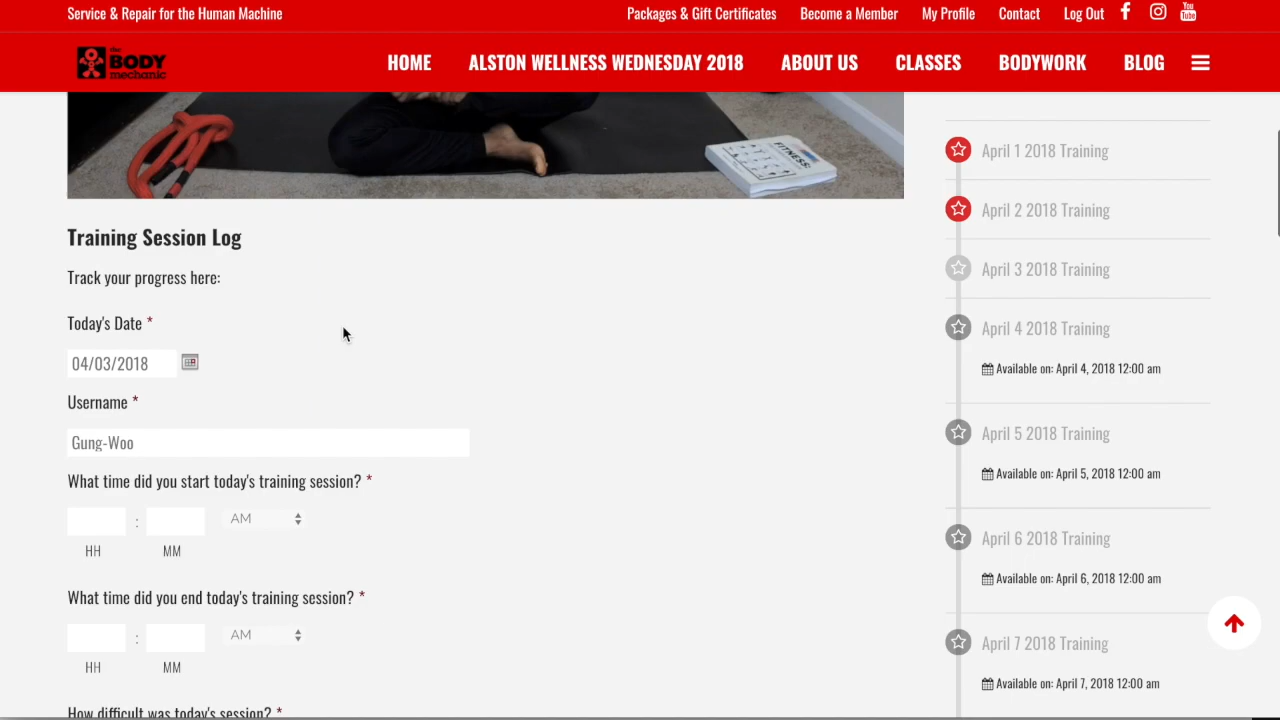 Service & Repair for the Human Machine
Packages & Gift Certificates Become a Member My Profile Contact Log Out
You Tube
the BODY mechanic
HOME ALSTON WELLNESS WEDNESDAY 2018 ABOUT US CLASSES BODYWORK BLOG
FITNESS:
Training Session Log
Track your progress here:
Today's Date *
04/03/2018
Username *
Gung-Woo
What time did you start today's training session? *
: AM
HH MM
What time did you end today's training session? *
: AM
HH MM
How difficult was today's session? *
April 1 2018 Training
April 2 2018 Training
April 3 2018 Training
April 4 2018 Training
Available on: April 4, 2018 12:00 am
April 5 2018 Training
Available on: April 5, 2018 12:00 am
April 6 2018 Training
Available on: April 6, 2018 12:00 am
April 7 2018 Training
Available on: April 7, 2018 12:00 am